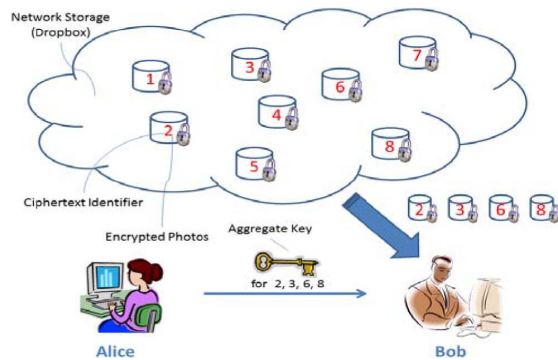 Network Storage
(Dropbox)
1
3
6
7
2
4
5
8
Ciphertext Identifier
Encrypted Photos
2
3
6
8
Aggregate Key
for 2, 3, 6, 8
Alice
Bob